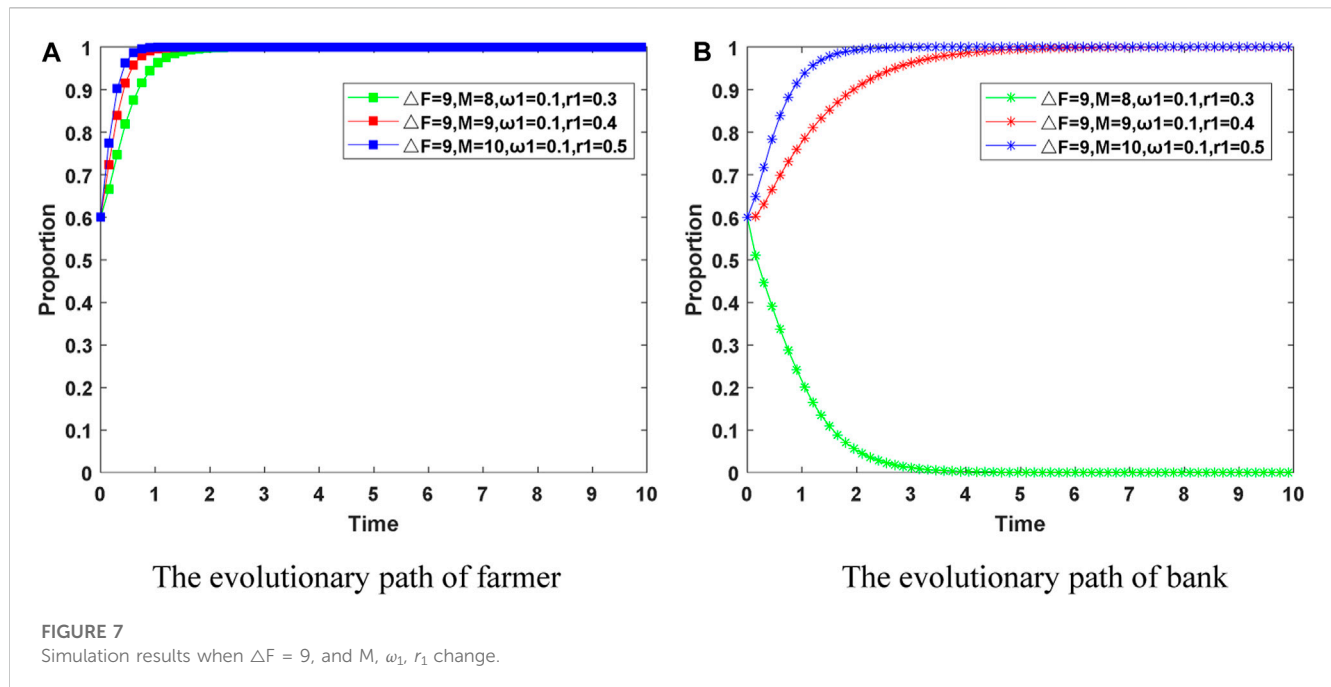 A
1
0.9
0.8
0.7
0.6
0.5
0.4
0.3
0.2
0.1
0
Proportion
△F=9,M=8,ω1=0.1,r1=0.3
△F=9,M=9,ω1=0.1,r1=0.4
△F=9,M=10,ω1=0.1,r1=0.5
0 1 2 3 4 5 6 7 8 9 10
Time
The evolutionary path of farmer
B
1
0.9
0.8
0.7
0.6
0.5
0.4
0.3
0.2
0.1
0
Proportion
△F=9,M=8,ω1=0.1,r1=0.3
△F=9,M=9,ω1=0.1,r1=0.4
△F=9,M=10,ω1=0.1,r1=0.5
0 1 2 3 4 5 6 7 8 9 10
Time
The evolutionary path of bank
FIGURE 7
Simulation results when △F = 9, and M, ω₁, r₁ change.